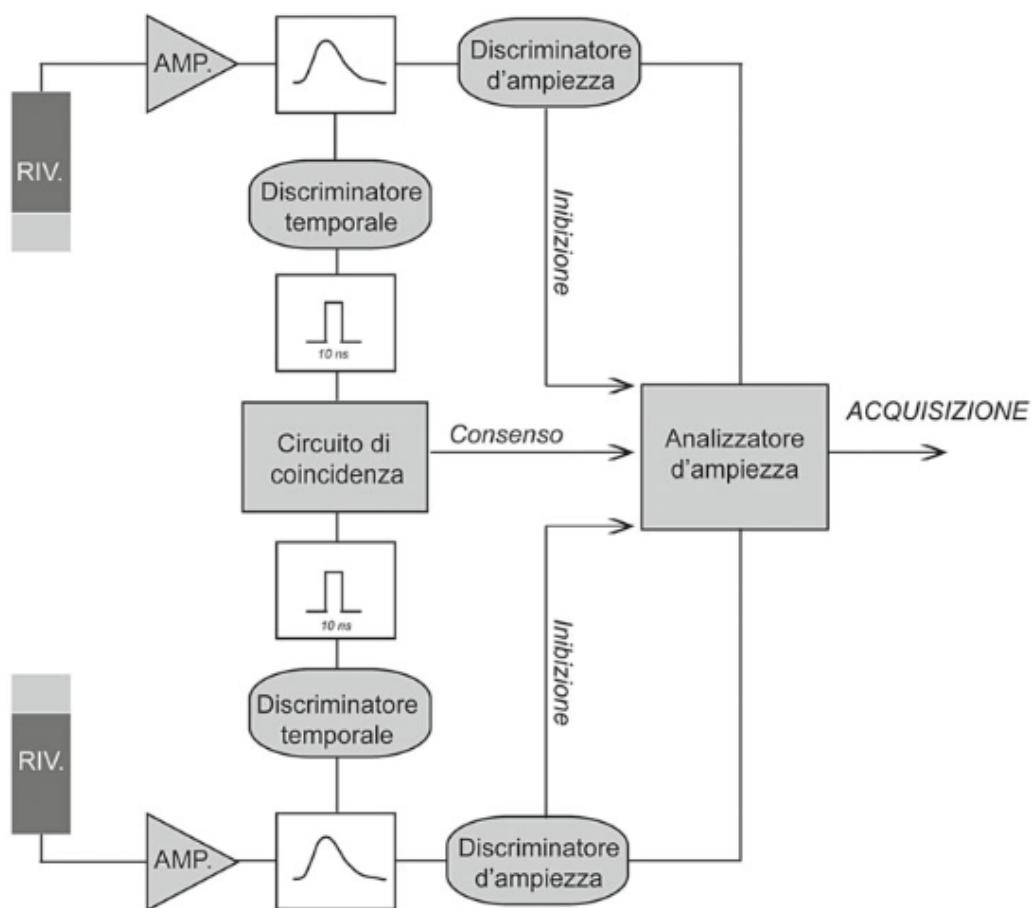 AMP.
Discriminatore
d'ampiezza
RIV.
Discriminatore
temporale
Inibizione
10 ns
Circuito di
coincidenza
Consenso
Analizzatore
d'ampiezza
ACQUISIZIONE
10 ns
Inibizione
Discriminatore
temporale
RIV.
AMP.
Discriminatore
d'ampiezza